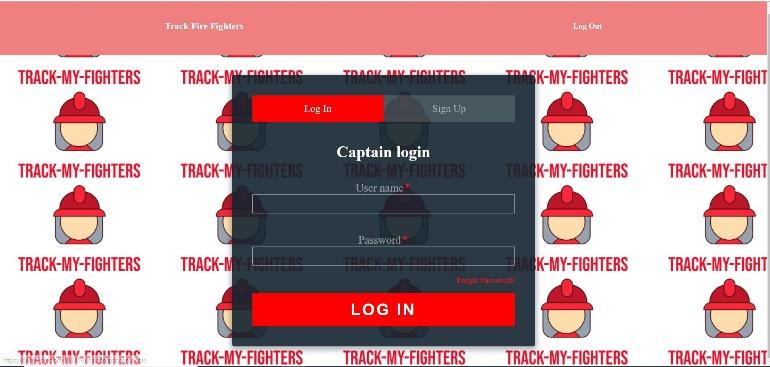 Track Fire Fighters Log Out
TRACK-MY-FIGHTERS TRACK-MY-FIGHTERS TRACK-MY-FIGHTERS TRACK-MY-FIGHTERS TRACK-MY-FIGHT
Log In Sign Up
Captain login
TRACK-MY-FIGHTERS TRACK-MY-FIGHTERS TRACK-MY-FIGHTERS TRACK-MY-FIGHTERS TRACK-MY-FIGHT
User name *
Password *
TRACK-MY-FIGHTERS TRACK-MY-FIGHTERS TRACK-MY-FIGHTERS TRACK-MY-FIGHTERS TRACK-MY-FIGHT
Forgot Password?
LOG IN
TRACK-MY-FIGHTERS TRACK-MY-FIGHTERS TRACK-MY-FIGHTERS TRACK-MY-FIGHTERS TRACK-MY-FIGHT